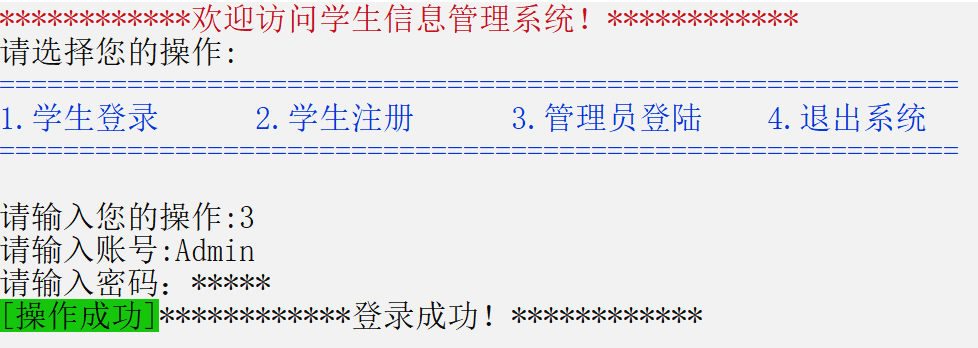 ************欢迎访问学生信息管理系统！************
请选择您的操作:
============================================================
1.学生登录      2.学生注册      3.管理员登陆    4.退出系统
============================================================
请输入您的操作:3
请输入账号:Admin
请输入密码：*****
[操作成功]************登录成功！************